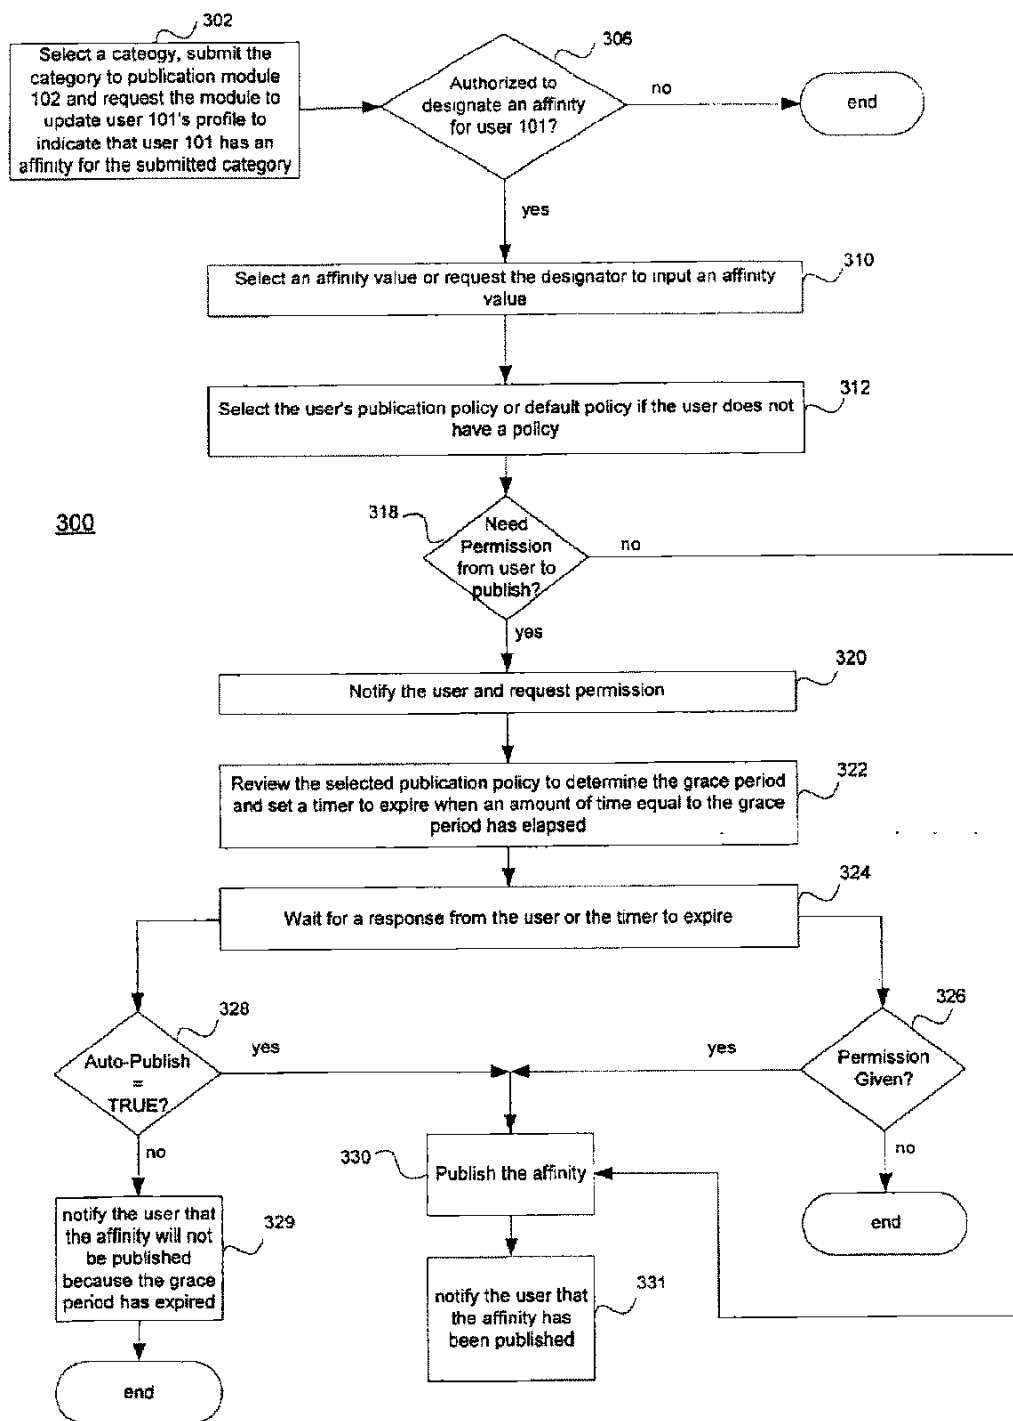 302
Select a cateogy, submit the
category to publication module
102 and request the module to
update user 101's profile to
indicate that user 101 has an
affinity for the submitted category
306
Authorized to
designate an affinity
for user 101?
no
end
yes
310
Select an affinity value or request the designator to input an affinity
value
312
Select the user's publication policy or default policy if the user does not
have a policy
300
318
Need
Permission
from user to
publish?
no
yes
320
Notify the user and request permission
322
Review the selected publication policy to determine the grace period
and set a timer to expire when an amount of time equal to the grace
period has elapsed
324
Wait for a response from the user or the timer to expire
328
Auto-Publish
=
TRUE?
yes
no
326
Permission
Given?
yes
no
end
330
Publish the affinity
329
notify the user that
the affinity will not
be published
because the grace
period has expired
end
331
notify the user that
the affinity has
been published